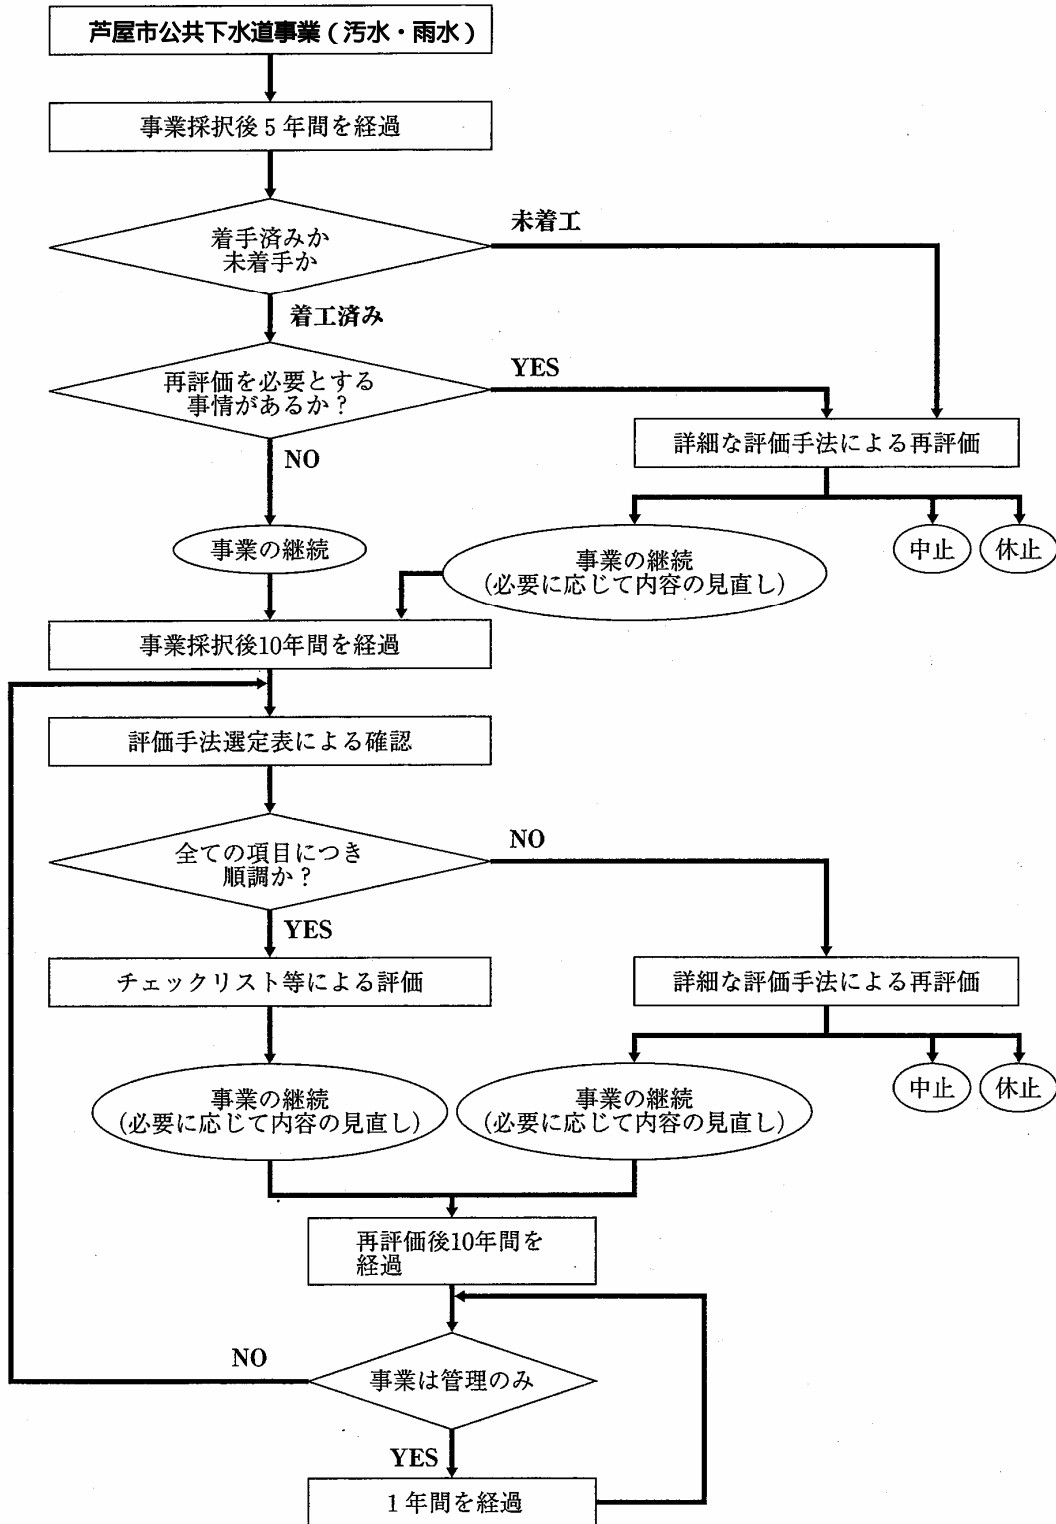 芦屋市公共下水道事業（汚水・雨水）
事業採択後5年間を経過
着手済みか
未着手か
未着工
着工済み
再評価を必要とする
事情があるか？
YES
NO
詳細な評価手法による再評価
事業の継続
事業の継続
(必要に応じて内容の見直し)
中止
休止
事業採択後10年間を経過
評価手法選定表による確認
全ての項目につき
順調か？
NO
YES
チェックリスト等による評価
詳細な評価手法による再評価
事業の継続
(必要に応じて内容の見直し)
事業の継続
(必要に応じて内容の見直し)
中止
休止
再評価後10年間を
経過
NO
事業は管理のみ
YES
1年間を経過